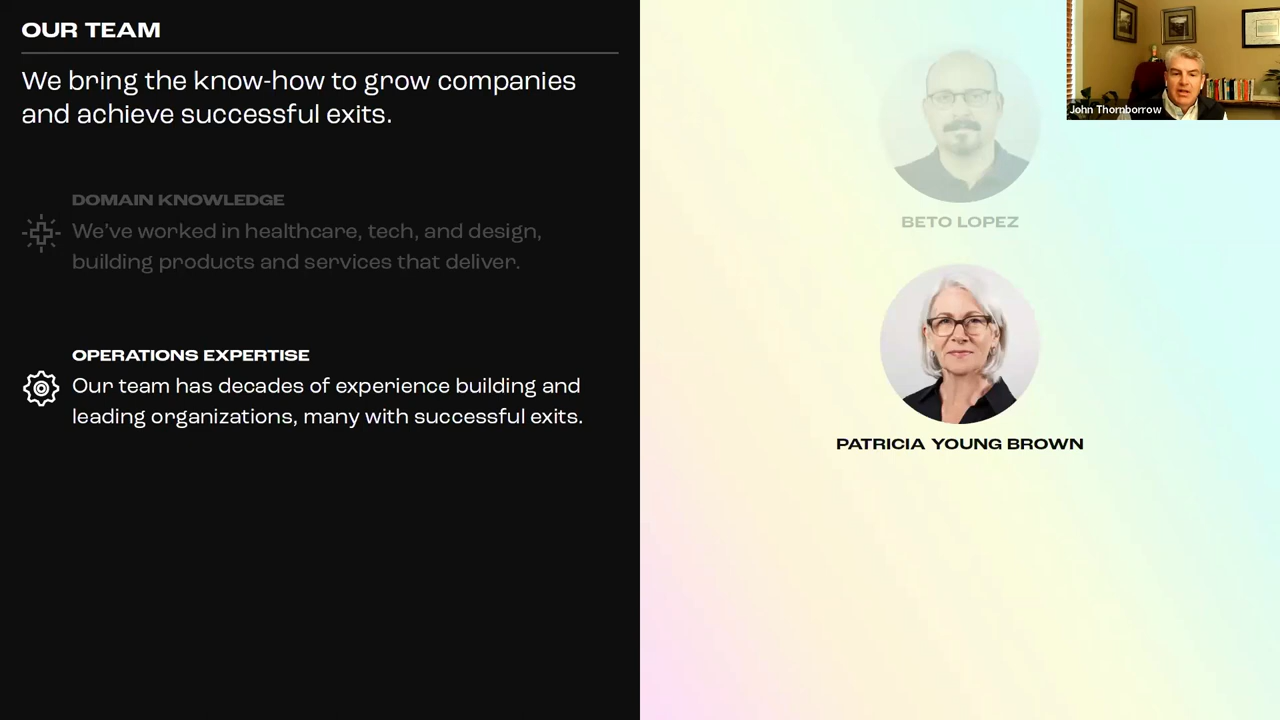 OUR TEAM
We bring the know-how to grow companies
and achieve successful exits.
DOMAIN KNOWLEDGE
We've worked in healthcare, tech, and design,
building products and services that deliver.
OPERATIONS EXPERTISE
Our team has decades of experience building and
leading organizations, many with successful exits.
BETO LOPEZ
PATRICIA YOUNG BROWN
John Thornborrow